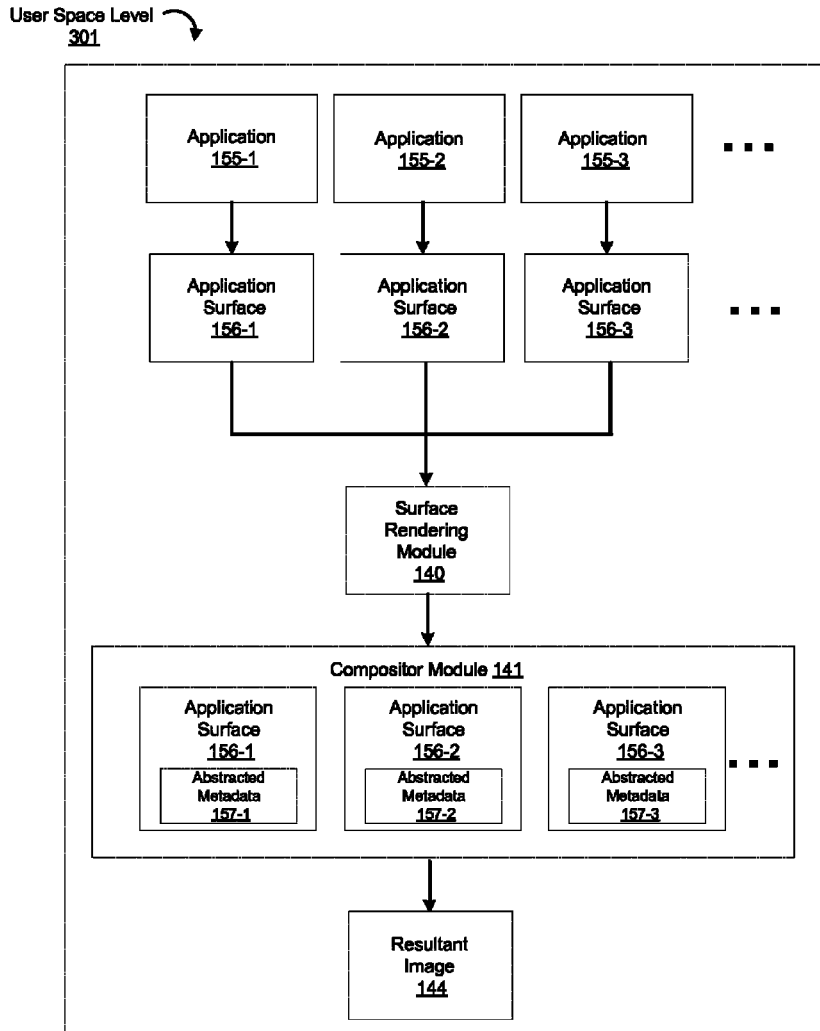 User Space Level
301
Application
155-1
Application
155-2
Application
155-3
Application
Surface
156-1
Application
Surface
156-2
Application
Surface
156-3
Surface
Rendering
Module
140
Compositor Module 141
Application
Surface
156-1
Abstracted
Metadata
157-1
Application
Surface
156-2
Abstracted
Metadata
157-2
Application
Surface
156-3
Abstracted
Metadata
157-3
Resultant
Image
144